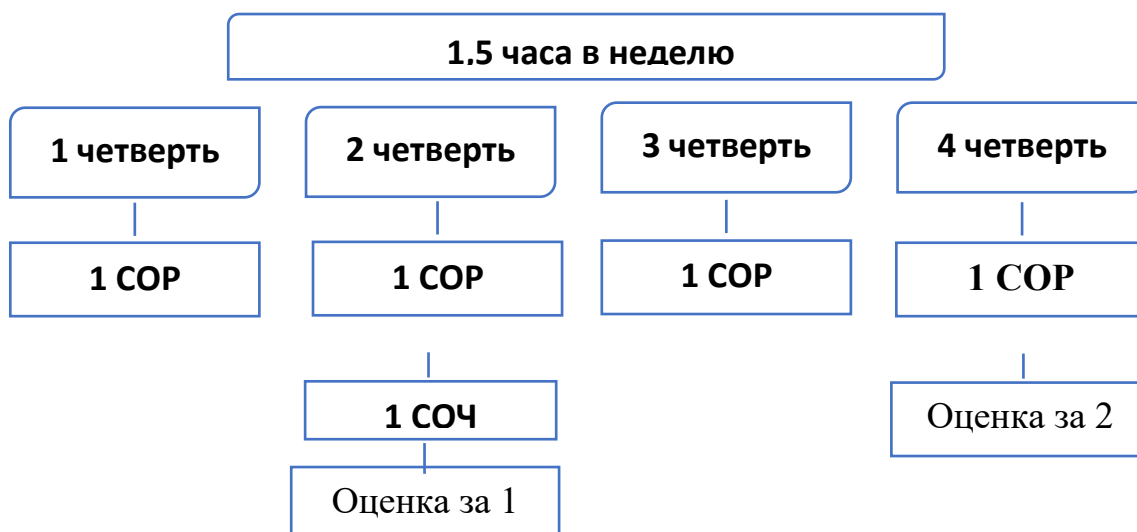 1,5 часа в неделю
1 четверть
2 четверть
3 четверть
4 четверть
1 СОР
1 СОР
1 СОР
1 СОР
1 СОЧ
Оценка за 2
Оценка за 1